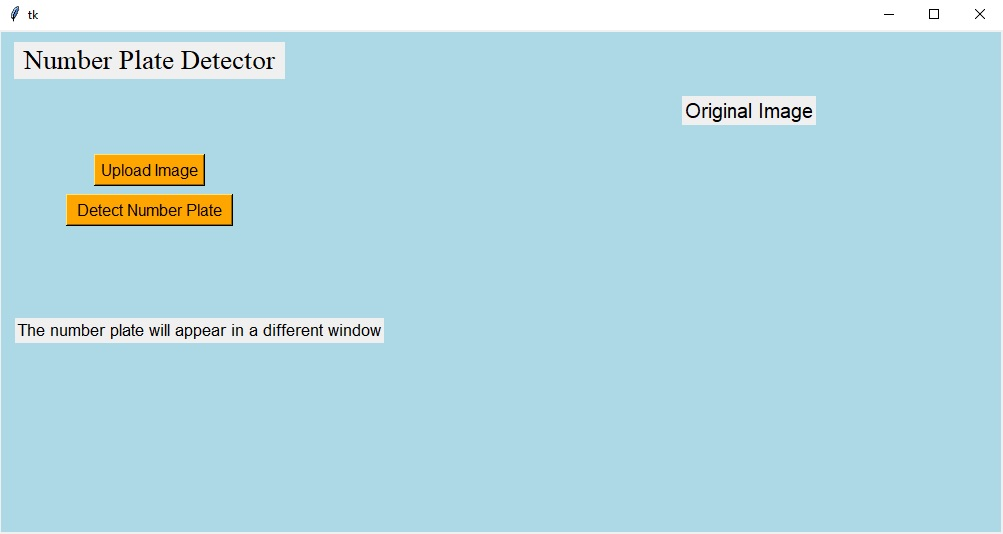 tk
Number Plate Detector
Original Image
Upload Image
Detect Number Plate
The number plate will appear in a different window